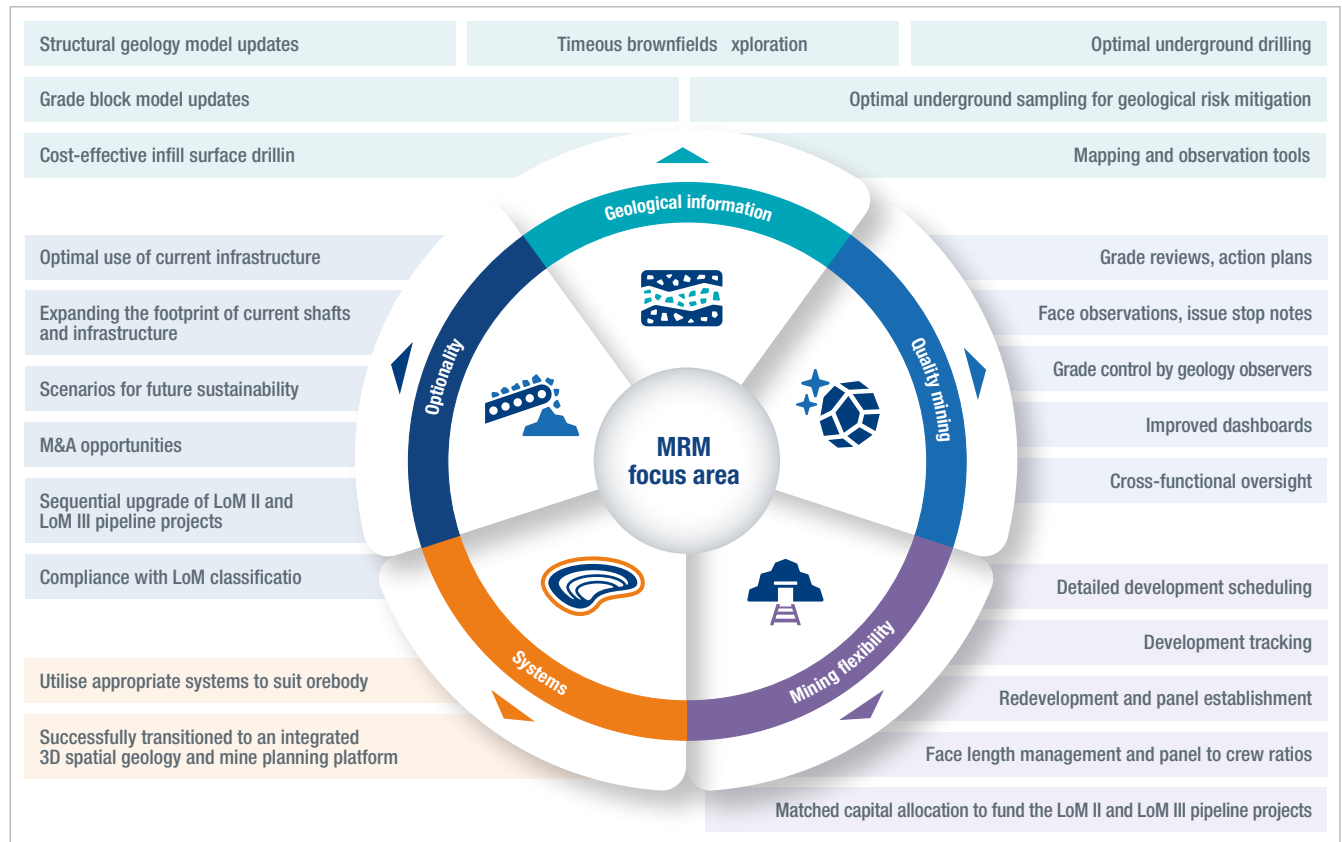 Structural geology model updates
Timeous brownfields xploration
Optimal underground drilling
Grade block model updates
Optimal underground sampling for geological risk mitigation
Cost-effective infill surface drillin
Mapping and observation tools
Geological information
Optionality
Quality mining
MRM
focus area
Systems
Mining flexibility
Optimal use of current infrastructure
Expanding the footprint of current shafts
and infrastructure
Scenarios for future sustainability
M&A opportunities
Sequential upgrade of LoM II and
LoM III pipeline projects
Compliance with LoM classificatio
Grade reviews, action plans
Face observations, issue stop notes
Grade control by geology observers
Improved dashboards
Cross-functional oversight
Utilise appropriate systems to suit orebody
Successfully transitioned to an integrated
3D spatial geology and mine planning platform
Detailed development scheduling
Development tracking
Redevelopment and panel establishment
Face length management and panel to crew ratios
Matched capital allocation to fund the LoM II and LoM III pipeline projects